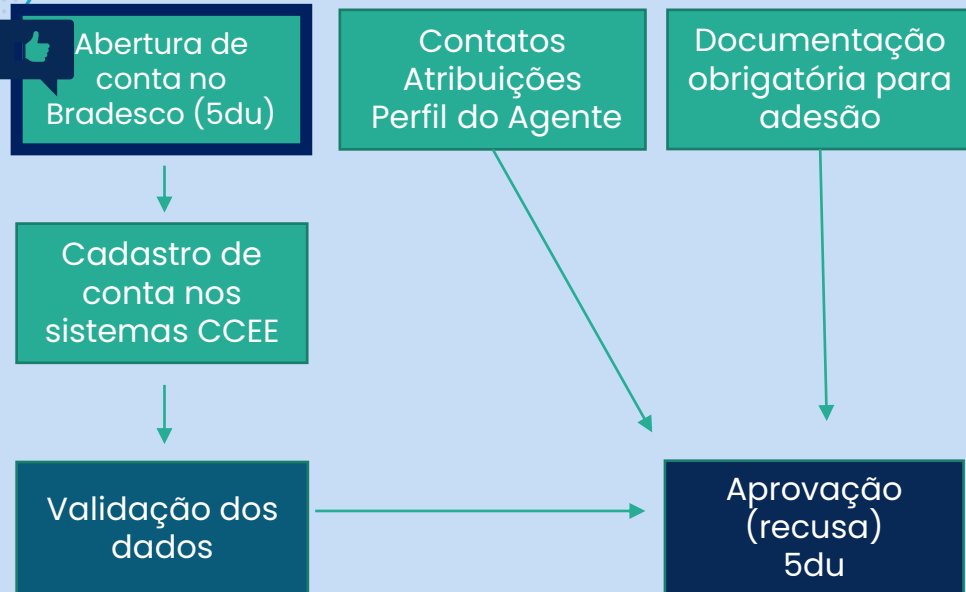 Abertura de
conta no
Bradesco (5du)
Contatos
Atribuições
Perfil do Agente
Documentação
obrigatória para
adesão
Cadastro de
conta nos
sistemas CCEE
Validação dos
dados
Aprovação
(recusa)
5du